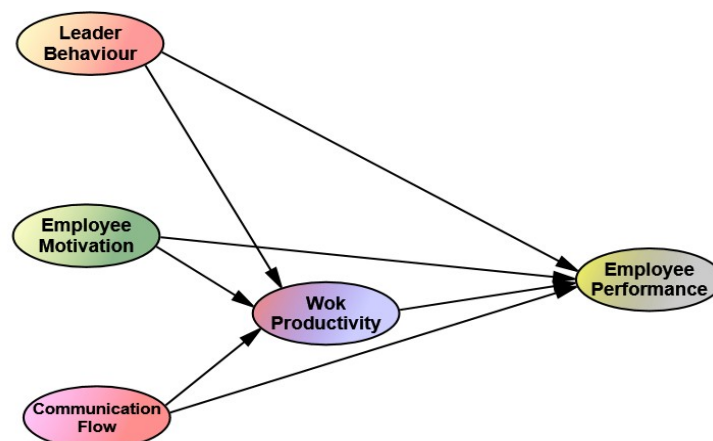 Leader
Behaviour
Employee
Motivation
Wok
Productivity
Employee
Performance
Communication
Flow